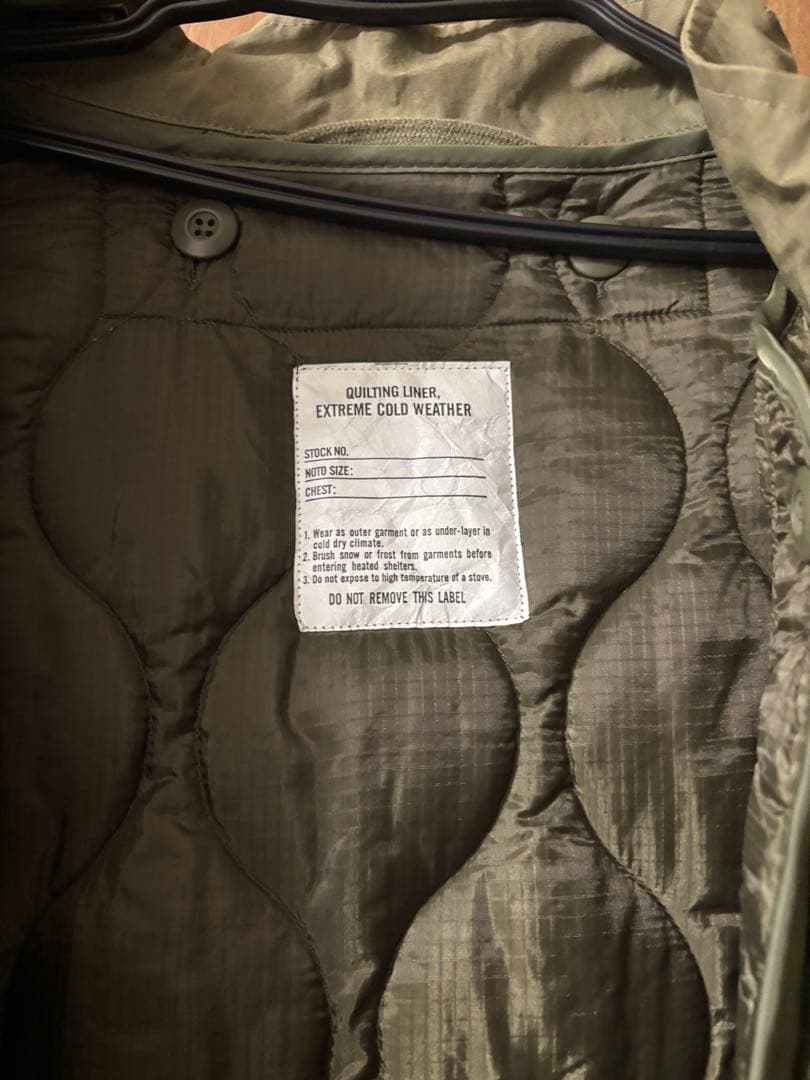 QUILTING LINER,
EXTREME COLD WEATHER
STOCK NO.
NOTO SIZE:
CHEST:
1. Wear as outer garment or as under-layer in
cold dry climate.
2. Brush snow or frost from garments before
entering heated shelters.
3. Do not expose to high temperature of a stove.
DO NOT REMOVE THIS LABEL